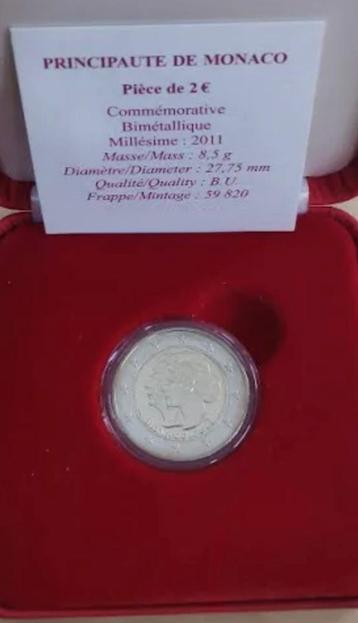 PRINCIPAUTE DE MONACO
Pièce de 2 €
Commémorative
Bimétallique
Millésime : 2011
Masse/Mass : 8,5 g
Diamètre/Diameter : 27,75 mm
Qualité/Quality : B.U.
Frappe/Mintage : 59 820